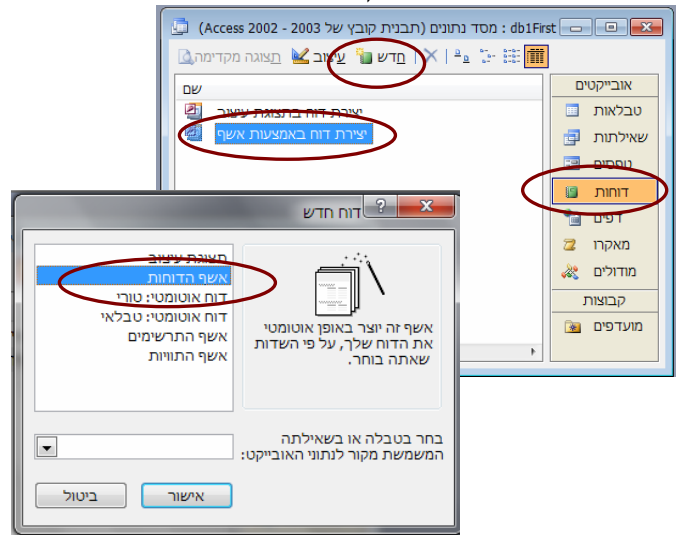 db1First : מסד נתונים (תבנית קובץ של Access 2002 - 2003)
תצוגה מקדימה עיצוב חדש
שם
יצירת דוח בתצוגת עיצוב
יצירת דוח באמצעות אשף
אובייקטים
טבלאות
שאילתות
טפסים
דוחות
דפים
מאקרו
מודולים
קבוצות
מועדפים
דוח חדש
תצוגת עיצוב
אשף הדוחות
דוח אוטומטי: טורי
דוח אוטומטי: טבלאי
אשף התרשימים
אשף התוויות
אשף זה יוצר באופן אוטומטי
את הדוח שלך, על פי השדות
שאתה בוחר.
בחר בטבלה או בשאילתה
המשמשת מקור לנתוני האובייקט:
אישור
ביטול